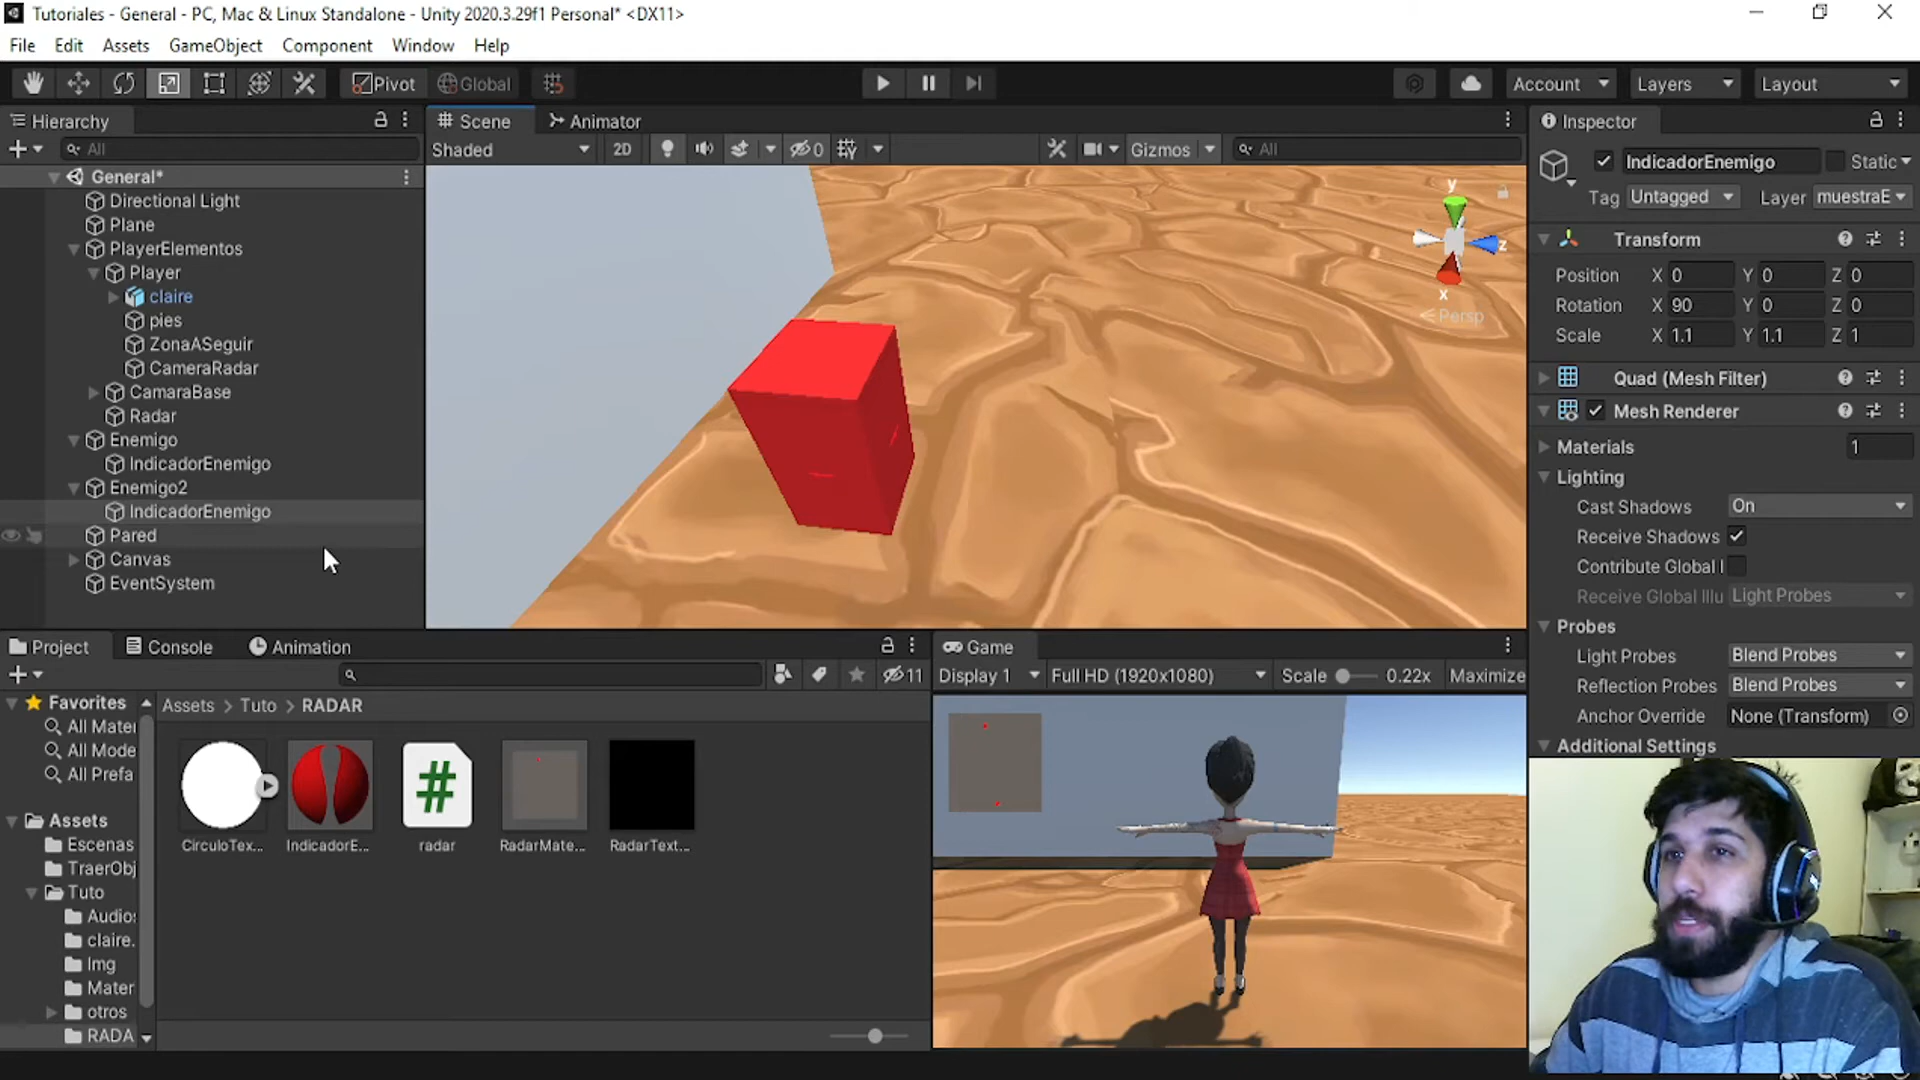 Tutoriales - General - PC, Mac & Linux Standalone - Unity 2020.3.29f1 Personal* <DX11>
File Edit Assets GameObject Component Window Help
Pivot Global Account Layers Layout
Hierarchy
All
General*
Directional Light
Plane
PlayerElementos
Player
claire
pies
ZonaASeguir
CameraRadar
CamaraBase
Radar
Enemigo
IndicadorEnemigo
Enemigo2
IndicadorEnemigo
Pared
Canvas
EventSystem
Scene Animator
Shaded 2D 0 Gizmos All
y
z
x
Persp
Inspector
IndicadorEnemigo Static
Tag Untagged Layer muestraE
Transform
Position X 0 Y 0 Z 0
Rotation X 90 Y 0 Z 0
Scale X 1.1 Y 1.1 Z 1
Quad (Mesh Filter)
Mesh Renderer
Materials 1
Lighting
Cast Shadows On
Receive Shadows
Contribute Global I
Receive Global Illu Light Probes
Probes
Light Probes Blend Probes
Reflection Probes Blend Probes
Anchor Override None (Transform)
Additional Settings
Project Console Animation
11
Favorites
All Mater
All Mode
All Prefa
Assets
Escenas
TraerObj
Tuto
Audio
claire.
Img
Mater
otros
RADA
Assets > Tuto > RADAR
CirculoTex...
IndicadorE...
radar
RadarMate...
RadarText...
Game
Display 1 Full HD (1920x1080) Scale 0.22x Maximize